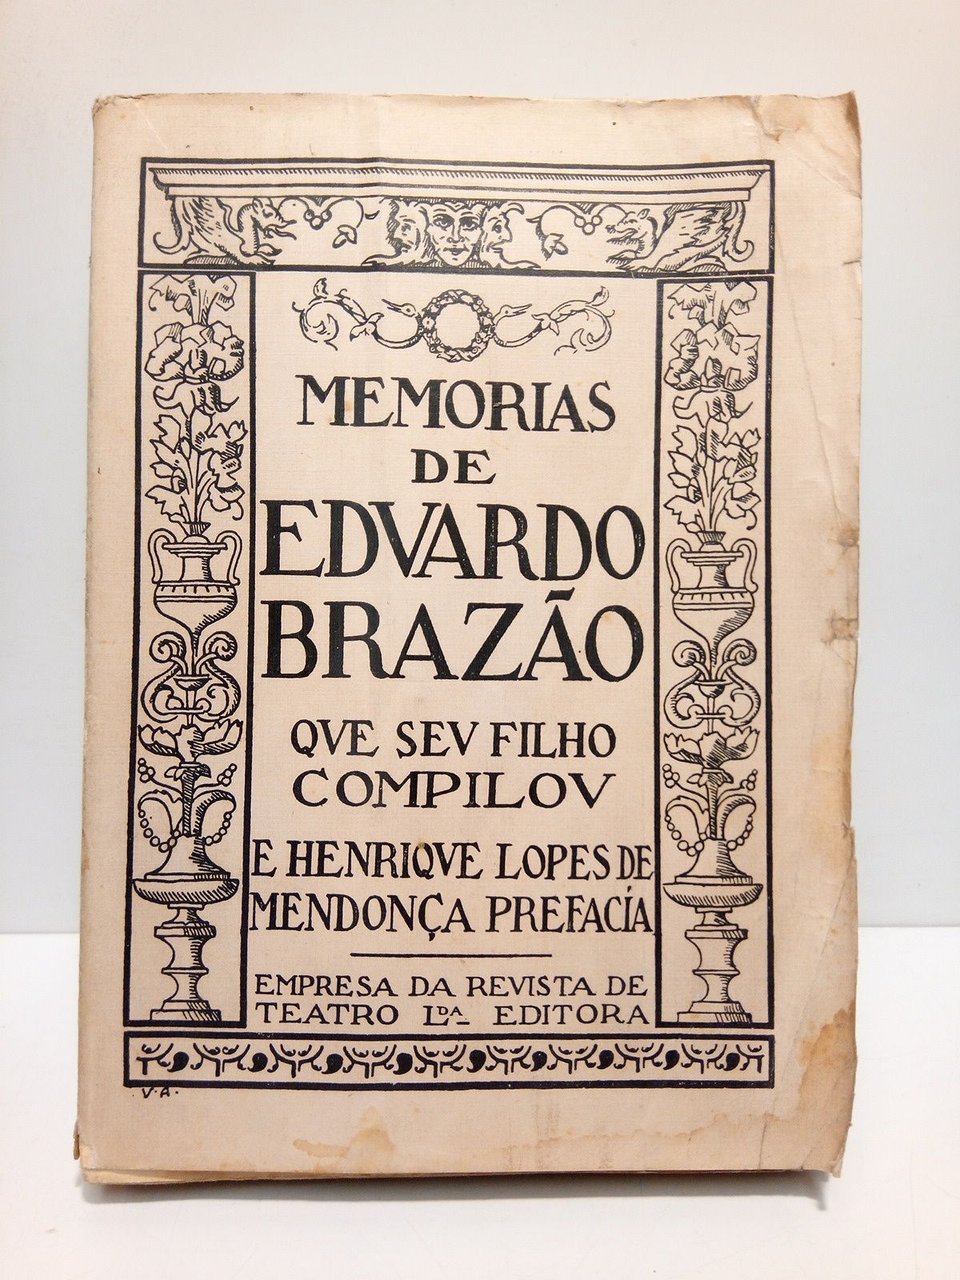 MEMORIAS
DE
EDVARDO
BRAZÃO
QVE SEV FILHO
COMPILOV
E HENRIQVE LOPES DE
MENDONÇA PREFACÍA
EMPRESA DA REVISTA DE
TEATRO LDA EDITORA
V·A·